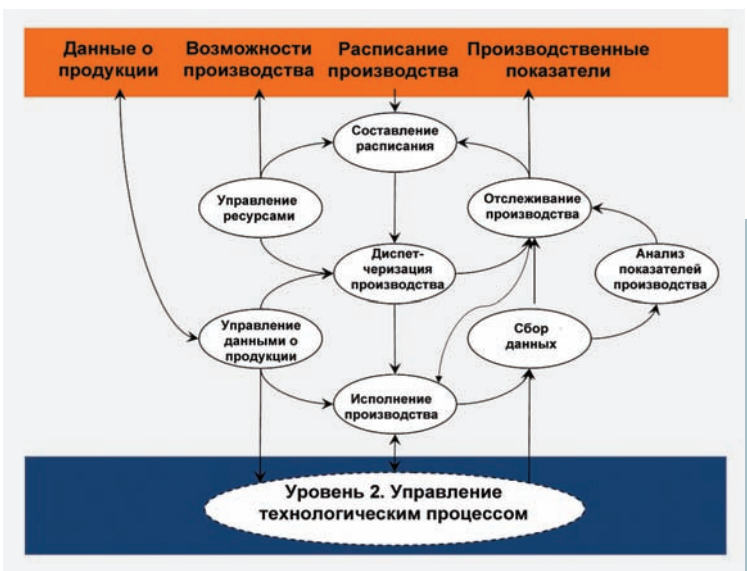 Данные о
продукции
Возможности
производства
Расписание
производства
Производственные
показатели
Составление
расписания
Управление
ресурсами
Отслеживание
производства
Диспет-
черизация
производства
Анализ
показателей
производства
Управление
данными о
продукции
Сбор
данных
Исполнение
производства
Уровень 2. Управление
технологическим процессом